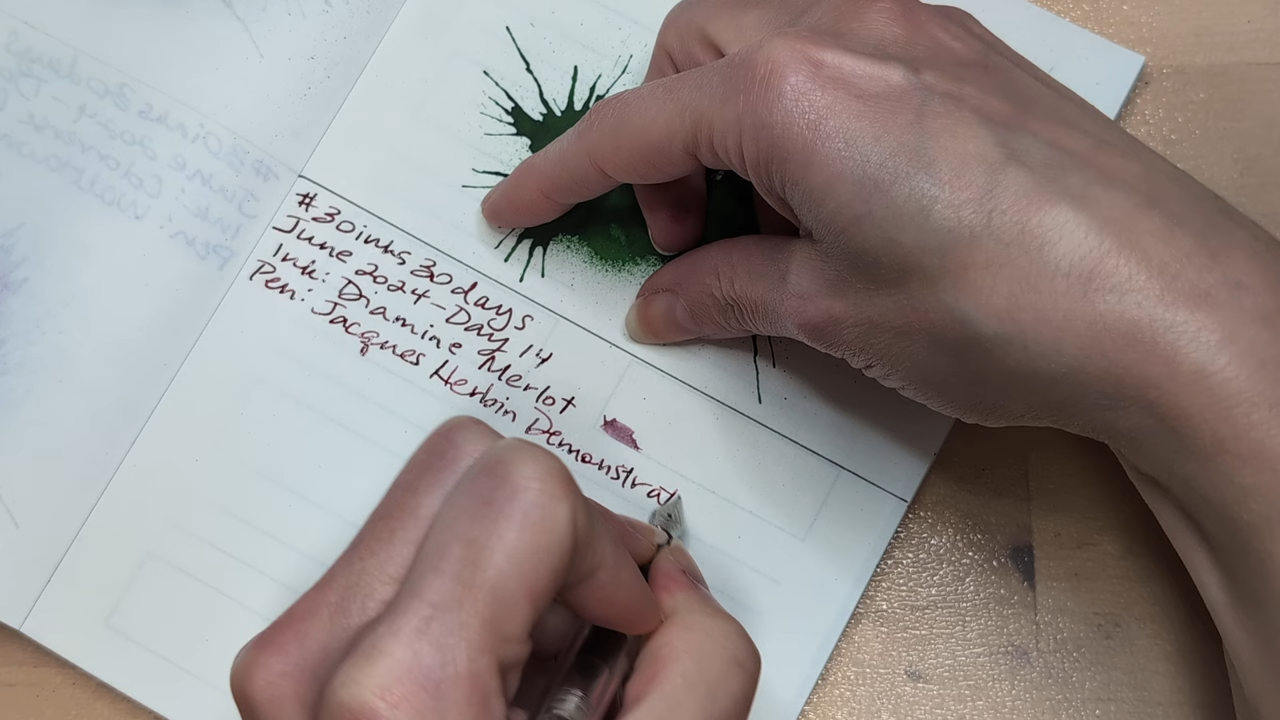 #30inks30days
June 2024-Day 14
Ink: Diamine Merlot
Pen: Jacques Herbin Demonstrat